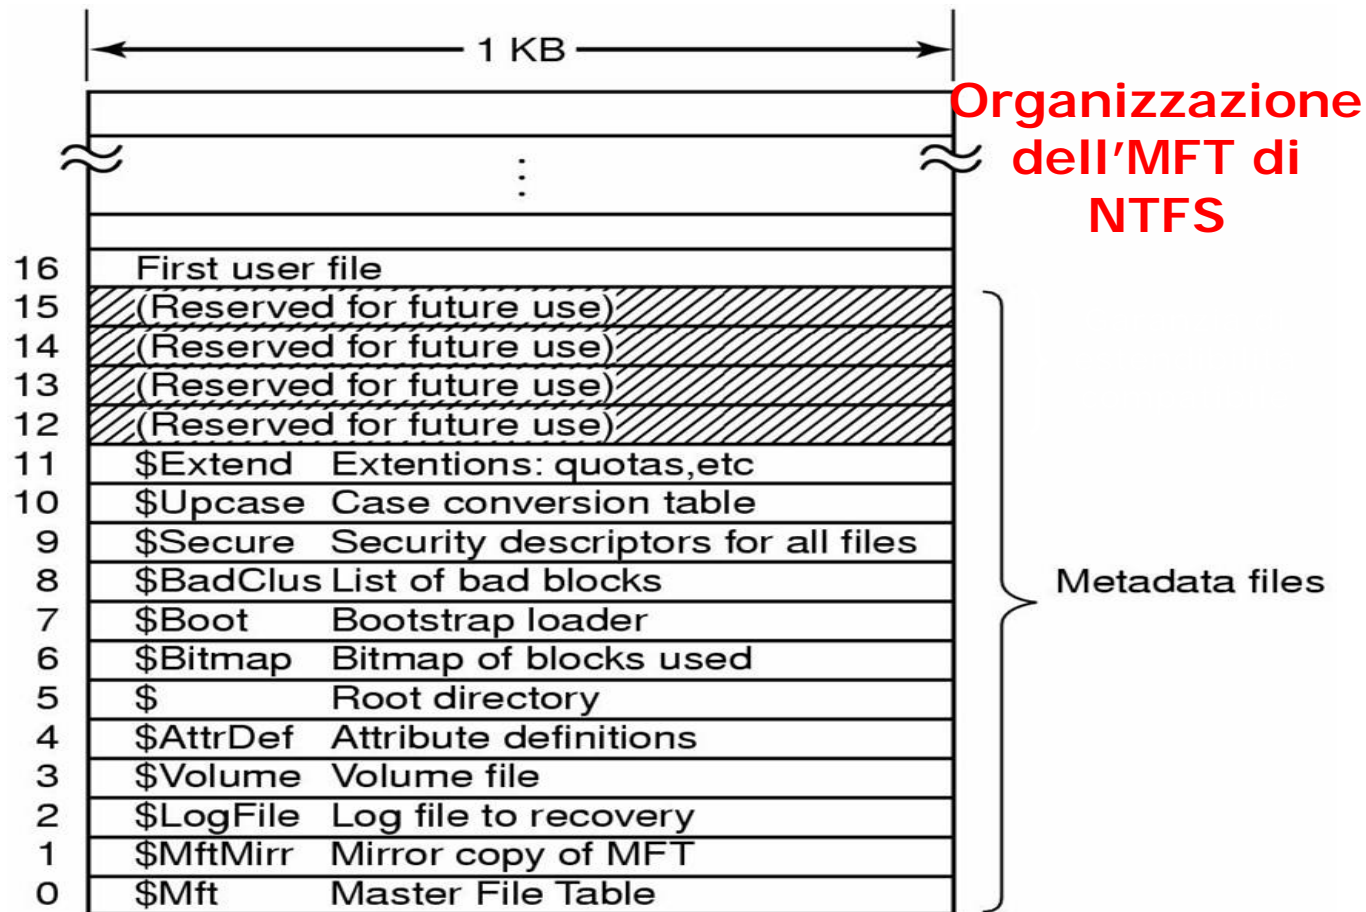 1 KB
Organizzazione
dell'MFT di
NTFS
16 First user file
15 (Reserved for future use)
14 (Reserved for future use)
13 (Reserved for future use)
12 (Reserved for future use)
11 $Extend Extentions: quotas,etc
10 $Upcase Case conversion table
9 $Secure Security descriptors for all files
8 $BadClus List of bad blocks
7 $Boot Bootstrap loader
6 $Bitmap Bitmap of blocks used
5 $ Root directory
4 $AttrDef Attribute definitions
3 $Volume Volume file
2 $LogFile Log file to recovery
1 $MftMirr Mirror copy of MFT
0 $Mft Master File Table
Metadata files